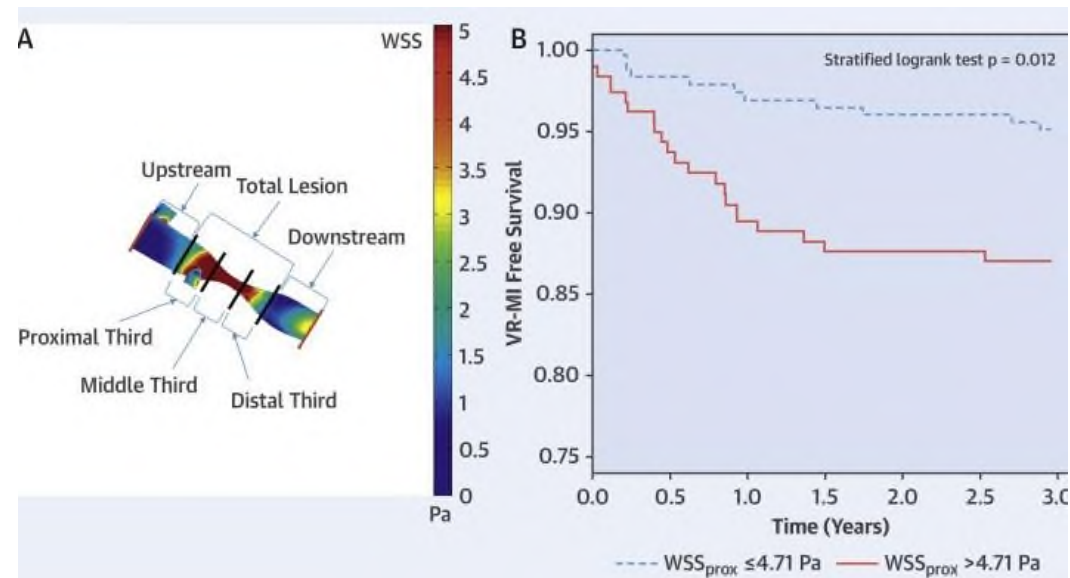 A
WSS
Upstream
Total Lesion
Downstream
Proximal Third
Middle Third
Distal Third
5
4.5
4
3.5
3
2.5
2
1.5
1
0.5
0
Pa
B
Stratified logrank test p = 0.012
VR-MI Free Survival
1.00
0.95
0.90
0.85
0.80
0.75
0.0 0.5 1.0 1.5 2.0 2.5 3.0
Time (Years)
WSSprox ≤4.71 Pa WSSprox >4.71 Pa